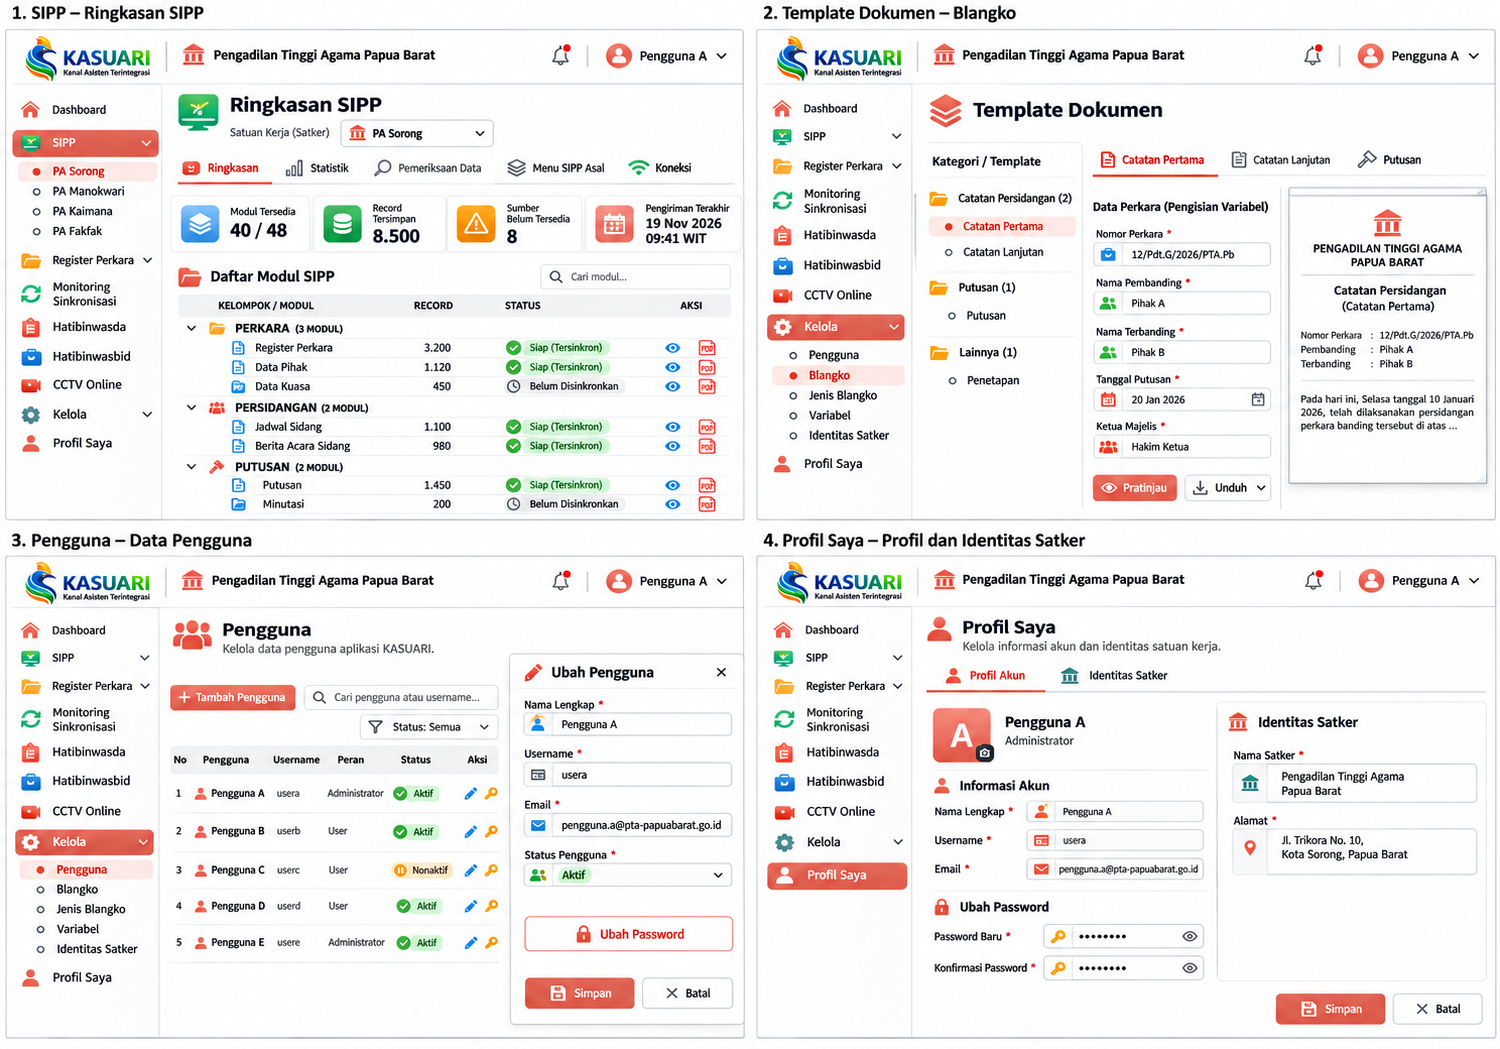 1. SIPP – Ringkasan SIPP
KASUARI
Kanal Asisten Terintegrasi
Pengadilan Tinggi Agama Papua Barat
Pengguna A
Dashboard
SIPP
PA Sorong
PA Manokwari
PA Kaimana
PA Fakfak
Register Perkara
Monitoring
Sinkronisasi
Hatibinwasda
Hatibinwasbid
CCTV Online
Kelola
Profil Saya
Ringkasan SIPP
Satuan Kerja (Satker)
PA Sorong
Ringkasan
Statistik
Pemeriksaan Data
Menu SIPP Asal
Koneksi
Modul Tersedia
40 / 48
Record
Tersimpan
8.500
Sumber
Belum Tersedia
8
Pengiriman Terakhir
19 Nov 2026
09:41 WIT
Daftar Modul SIPP
Cari modul...
KELOMPOK / MODUL RECORD STATUS AKSI
PERKARA (3 MODUL)
Register Perkara 3.200 Siap (Tersinkron) PDF
Data Pihak 1.120 Siap (Tersinkron) PDF
Data Kuasa 450 Belum Disinkronkan PDF
PERSIDANGAN (2 MODUL)
Jadwal Sidang 1.100 Siap (Tersinkron) PDF
Berita Acara Sidang 980 Siap (Tersinkron) PDF
PUTUSAN (2 MODUL)
Putusan 1.450 Siap (Tersinkron) PDF
Minutasi 200 Belum Disinkronkan PDF
2. Template Dokumen – Blangko
KASUARI
Kanal Asisten Terintegrasi
Pengadilan Tinggi Agama Papua Barat
Pengguna A
Dashboard
SIPP
Register Perkara
Monitoring
Sinkronisasi
Hatibinwasda
Hatibinwasbid
CCTV Online
Kelola
Pengguna
Blangko
Jenis Blangko
Variabel
Identitas Satker
Profil Saya
Template Dokumen
Kategori / Template
Catatan Persidangan (2)
Catatan Pertama
Catatan Lanjutan
Putusan (1)
Putusan
Lainnya (1)
Penetapan
Catatan Pertama
Catatan Lanjutan
Putusan
Data Perkara (Pengisian Variabel)
Nomor Perkara *
12/Pdt.G/2026/PTA.Pb
Nama Pembanding *
Pihak A
Nama Terbanding *
Pihak B
Tanggal Putusan *
20 Jan 2026
Ketua Majelis *
Hakim Ketua
Pratinjau
Unduh
PENGADILAN TINGGI AGAMA
PAPUA BARAT
Catatan Persidangan
(Catatan Pertama)
Nomor Perkara : 12/Pdt.G/2026/PTA.Pb
Pembanding : Pihak A
Terbanding : Pihak B
Pada hari ini, Selasa tanggal 10 Januari
2026, telah dilaksanakan persidangan
perkara banding tersebut di atas ...
3. Pengguna – Data Pengguna
KASUARI
Kanal Asisten Terintegrasi
Pengadilan Tinggi Agama Papua Barat
Pengguna A
Dashboard
SIPP
Register Perkara
Monitoring
Sinkronisasi
Hatibinwasda
Hatibinwasbid
CCTV Online
Kelola
Pengguna
Blangko
Jenis Blangko
Variabel
Identitas Satker
Profil Saya
Pengguna
Kelola data pengguna aplikasi KASUARI.
+ Tambah Pengguna
Cari pengguna atau username...
Status: Semua
No Pengguna Username Peran Status Aksi
1 Pengguna A usera Administrator Aktif
2 Pengguna B userb User Aktif
3 Pengguna C userc User Nonaktif
4 Pengguna D userd User Aktif
5 Pengguna E usere Administrator Aktif
Ubah Pengguna
Nama Lengkap *
Pengguna A
Username *
usera
Email *
pengguna.a@pta-papuabarat.go.id
Status Pengguna *
Aktif
Ubah Password
Simpan
Batal
4. Profil Saya – Profil dan Identitas Satker
KASUARI
Kanal Asisten Terintegrasi
Pengadilan Tinggi Agama Papua Barat
Pengguna A
Dashboard
SIPP
Register Perkara
Monitoring
Sinkronisasi
Hatibinwasda
Hatibinwasbid
CCTV Online
Kelola
Profil Saya
Profil Saya
Kelola informasi akun dan identitas satuan kerja.
Profil Akun
Identitas Satker
A
Pengguna A
Administrator
Informasi Akun
Nama Lengkap * Pengguna A
Username * usera
Email * pengguna.a@pta-papuabarat.go.id
Ubah Password
Password Baru * ••••••••
Konfirmasi Password * ••••••••
Identitas Satker
Nama Satker *
Pengadilan Tinggi Agama
Papua Barat
Alamat *
Jl. Trikora No. 10,
Kota Sorong, Papua Barat
Simpan
Batal